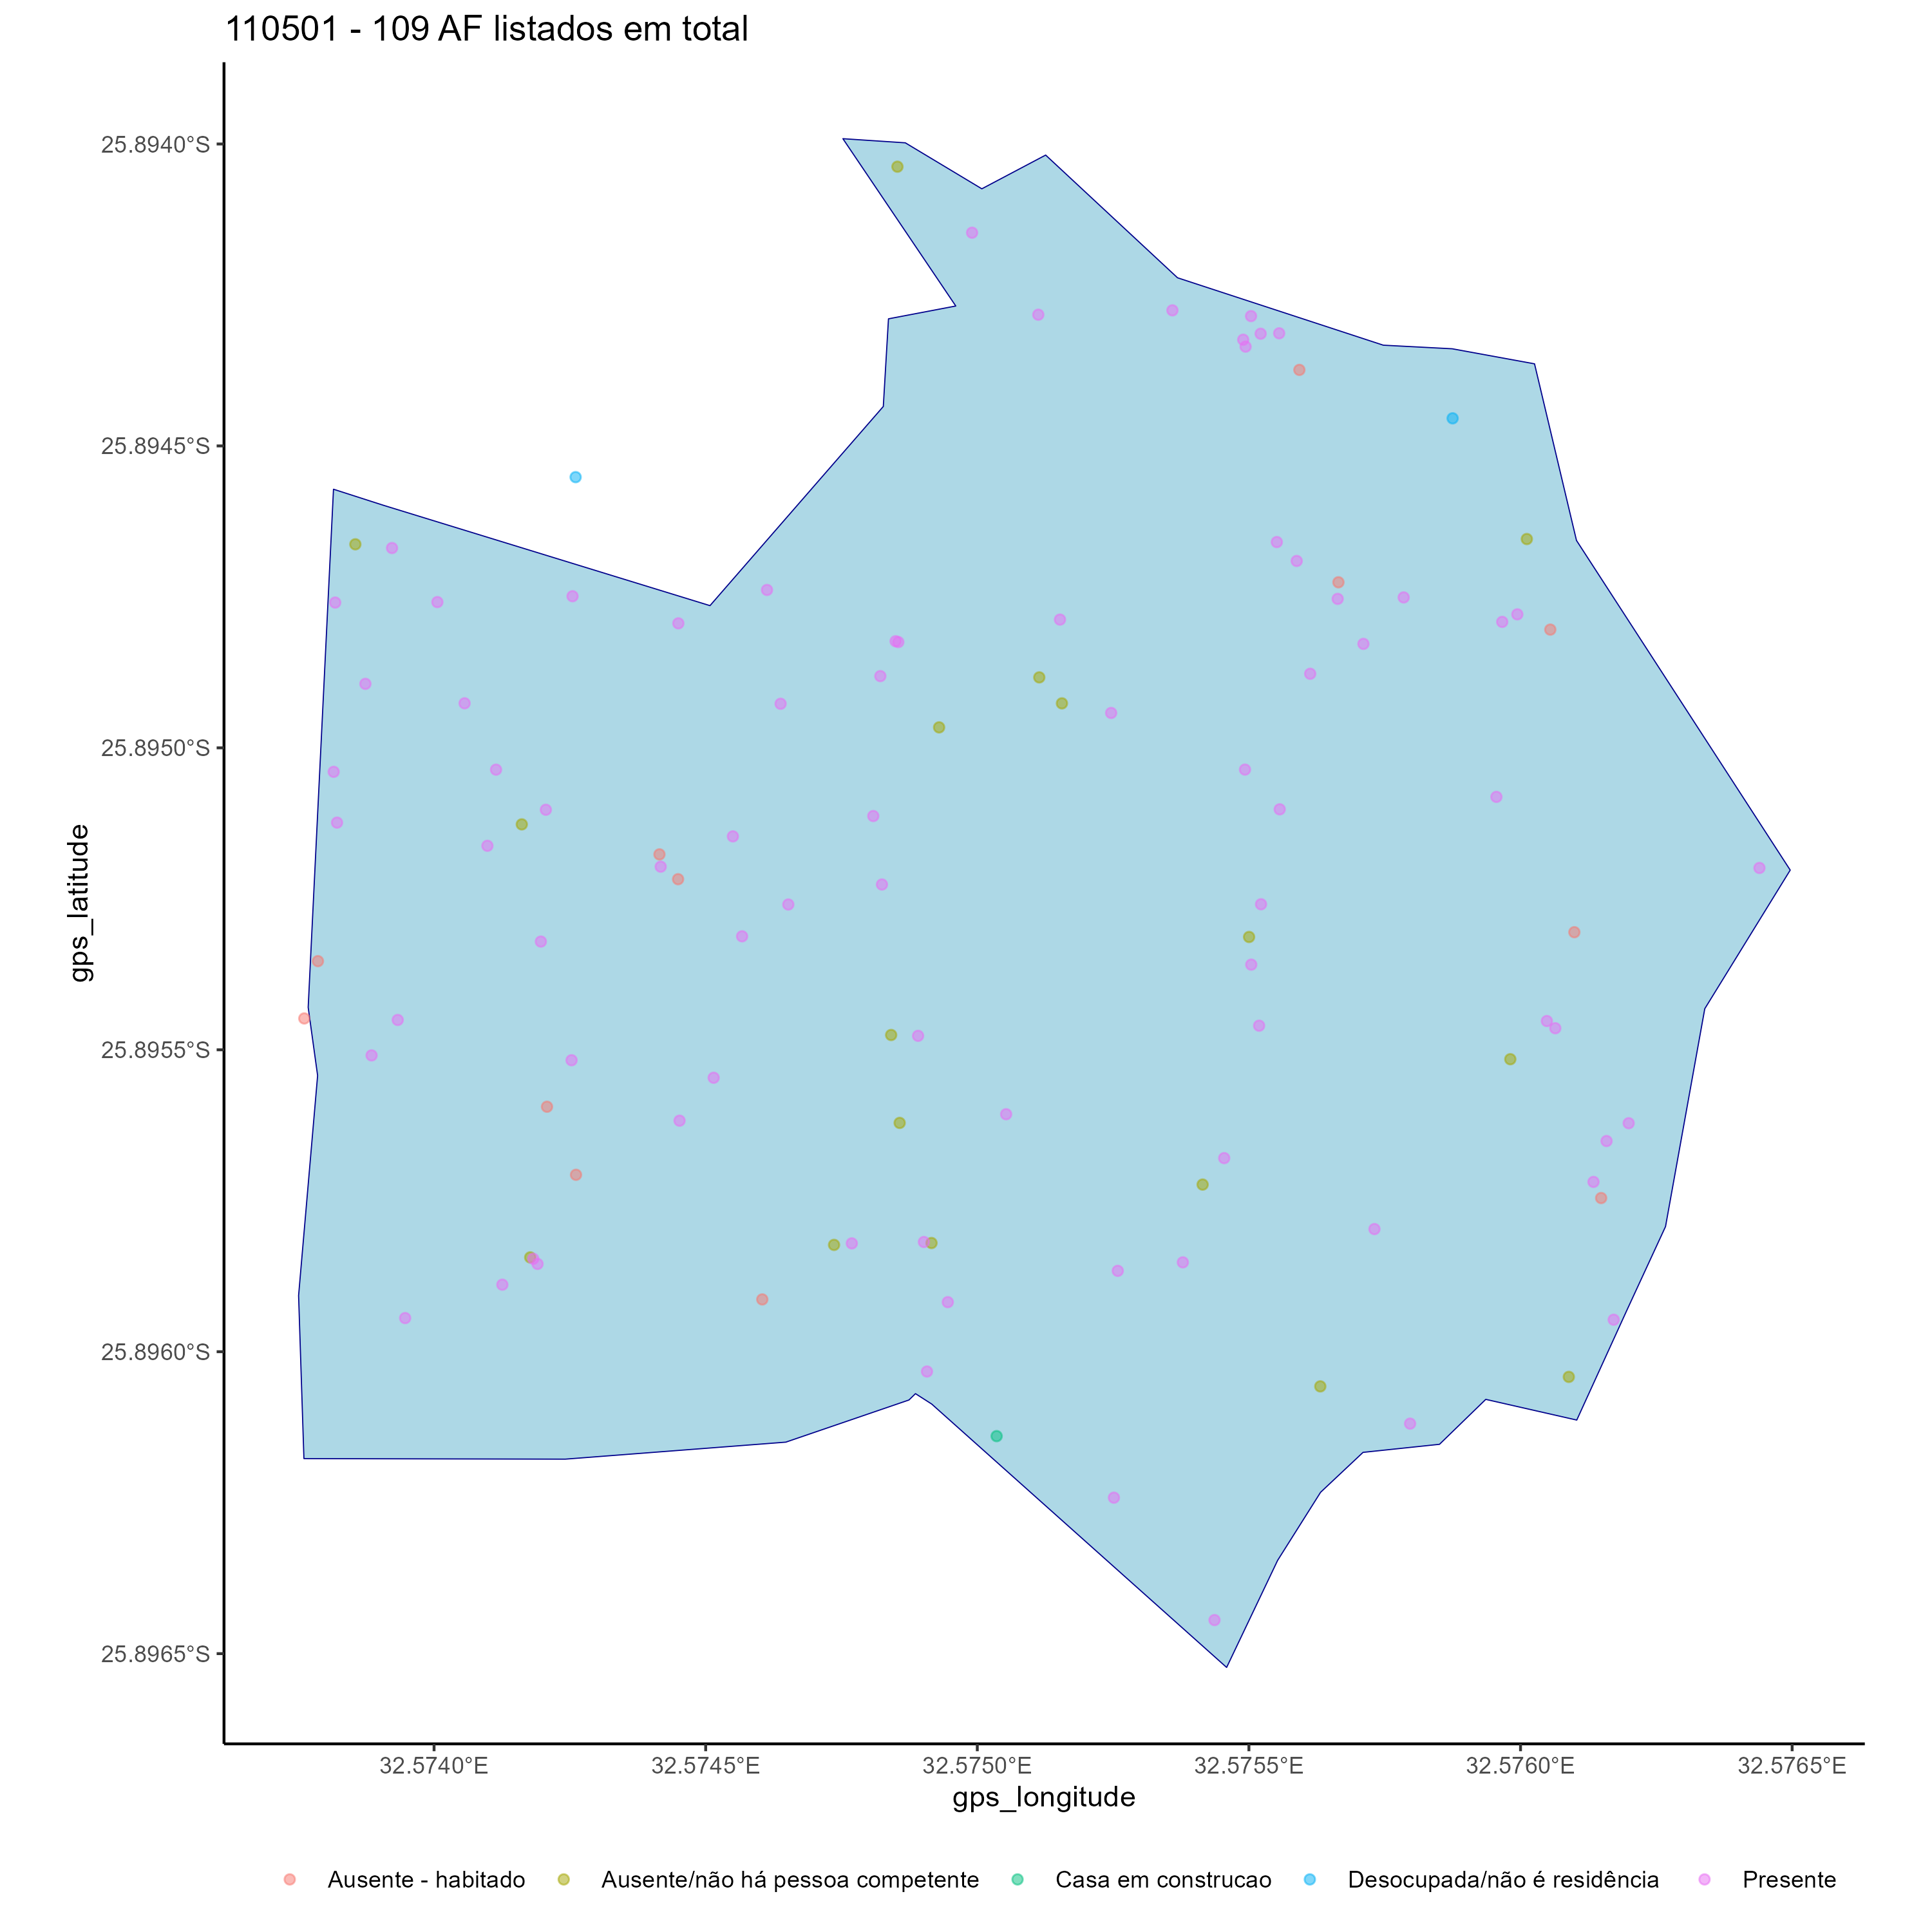 110501 - 109 AF listados em total
25.8940°S
25.8945°S
25.8950°S
25.8955°S
25.8960°S
25.8965°S
gps_latitude
32.5740°E 32.5745°E 32.5750°E 32.5755°E 32.5760°E 32.5765°E
gps_longitude
Ausente - habitado Ausente/não há pessoa competente Casa em construcao Desocupada/não é residência Presente